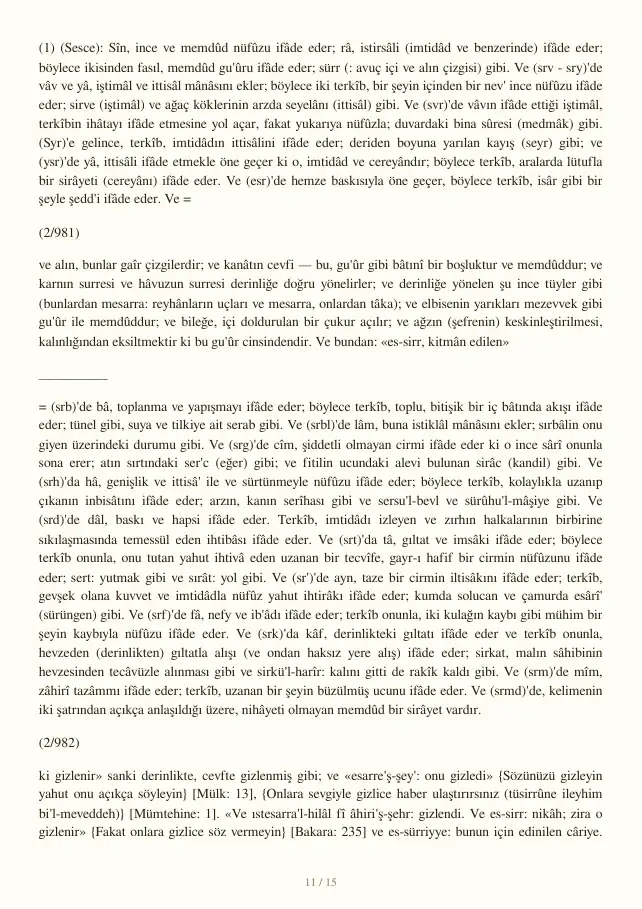 (1) (Sesce): Sîn, ince ve memdûd nüfûzu ifâde eder; râ, istirsâli (imtidâd ve benzerinde) ifâde eder;
böylece ikisinden fasıl, memdûd gu'ûru ifâde eder; sürr (: avuç içi ve alın çizgisi) gibi. Ve (srv - sry)'de
vâv ve yâ, iştimâl ve ittisâl mânâsını ekler; böylece iki terkîb, bir şeyin içinden bir nev' ince nüfûzu ifâde
eder; sirve (iştimâl) ve ağaç köklerinin arzda seyelânı (ittisâl) gibi. Ve (svr)'de vâvın ifâde ettiği iştimâl,
terkîbin ihâtayı ifâde etmesine yol açar, fakat yukarıya nüfûzla; duvardaki bina sûresi (medmâk) gibi.
(Syr)'e gelince, terkîb, imtidâdın ittisâlini ifâde eder; deriden boyuna yarılan kayış (seyr) gibi; ve
(ysr)'de yâ, ittisâli ifâde etmekle öne geçer ki o, imtidâd ve cereyândır; böylece terkîb, aralarda lütufla
bir sirâyeti (cereyânı) ifâde eder. Ve (esr)'de hemze baskısıyla öne geçer, böylece terkîb, isâr gibi bir
şeyle şedd'i ifâde eder. Ve =
(2/981)
ve alın, bunlar gaîr çizgilerdir; ve kanâtın cevfi — bu, gu'ûr gibi bâtınî bir boşluktur ve memdûddur; ve
karnın surresi ve hâvuzun surresi derinliğe doğru yönelirler; ve derinliğe yönelen şu ince tüyler gibi
(bunlardan mesarra: reyhânların uçları ve mesarra, onlardan tâka); ve elbisenin yarıkları mezevvek gibi
gu'ûr ile memdûddur; ve bileğe, içi doldurulan bir çukur açılır; ve ağzın (şefrenin) keskinleştirilmesi,
kalınlığından eksiltmektir ki bu gu'ûr cinsindendir. Ve bundan: «es-sirr, kitmân edilen»
___________
= (srb)'de bâ, toplanma ve yapışmayı ifâde eder; böylece terkîb, toplu, bitişik bir iç bâtında akışı ifâde
eder; tünel gibi, suya ve tilkiye ait serab gibi. Ve (srbl)'de lâm, buna istiklâl mânâsını ekler; sırbâlin onu
giyen üzerindeki durumu gibi. Ve (srg)'de cîm, şiddetli olmayan cirmi ifâde eder ki o ince sârî onunla
sona erer; atın sırtındaki ser'c (eğer) gibi; ve fitilin ucundaki alevi bulunan sirâc (kandil) gibi. Ve
(srh)'da hâ, genişlik ve ittisâ' ile ve sürtünmeyle nüfûzu ifâde eder; böylece terkîb, kolaylıkla uzanıp
çıkanın inbisâtını ifâde eder; arzın, kanın serîhası gibi ve sersu'l-bevl ve sürûhu'l-mâşiye gibi. Ve
(srd)'de dâl, baskı ve hapsi ifâde eder. Terkîb, imtidâdı izleyen ve zırhın halkalarının birbirine
sıkılaşmasında temessül eden ihtibâsı ifâde eder. Ve (srt)'da tâ, gıltat ve imsâki ifâde eder; böylece
terkîb onunla, onu tutan yahut ihtivâ eden uzanan bir tecvîfe, gayr-ı hafif bir cirmin nüfûzunu ifâde
eder; sert: yutmak gibi ve sırât: yol gibi. Ve (sr')'de ayn, taze bir cirmin iltisâkını ifâde eder; terkîb,
gevşek olana kuvvet ve imtidâdla nüfûz yahut ihtirâkı ifâde eder; kumda solucan ve çamurda esârî'
(sürüngen) gibi. Ve (srf)'de fâ, nefy ve ib'âdı ifâde eder; terkîb onunla, iki kulağın kaybı gibi mühim bir
şeyin kaybıyla nüfûzu ifâde eder. Ve (srk)'da kâf, derinlikteki gıltatı ifâde eder ve terkîb onunla,
hevzeden (derinlikten) gıltatla alışı (ve ondan haksız yere alış) ifâde eder; sirkat, malın sâhibinin
hevzesinden tecâvüzle alınması gibi ve sirkü'l-harîr: kalını gitti de rakîk kaldı gibi. Ve (srm)'de mîm,
zâhirî tazâmmı ifâde eder; terkîb, uzanan bir şeyin büzülmüş ucunu ifâde eder. Ve (srmd)'de, kelimenin
iki şatrından açıkça anlaşıldığı üzere, nihâyeti olmayan memdûd bir sirâyet vardır.
(2/982)
ki gizlenir» sanki derinlikte, cevfte gizlenmiş gibi; ve «esarre'ş-şey': onu gizledi» {Sözünüzü gizleyin
yahut onu açıkça söyleyin} [Mülk: 13], {Onlara sevgiyle gizlice haber ulaştırırsınız (tüsirrûne ileyhim
bi'l-meveddeh)} [Mümtehine: 1]. «Ve ıstesarra'l-hilâl fî âhiri'ş-şehr: gizlendi. Ve es-sirr: nikâh; zira o
gizlenir» {Fakat onlara gizlice söz vermeyin} [Bakara: 235] ve es-sürriyye: bunun için edinilen câriye.
11 / 15